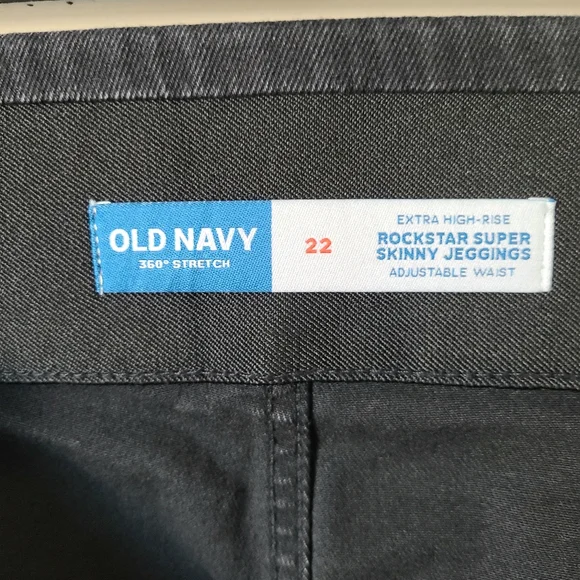 OLD NAVY
360° STRETCH
22
EXTRA HIGH-RISE
ROCKSTAR SUPER
SKINNY JEGGINGS
ADJUSTABLE WAIST